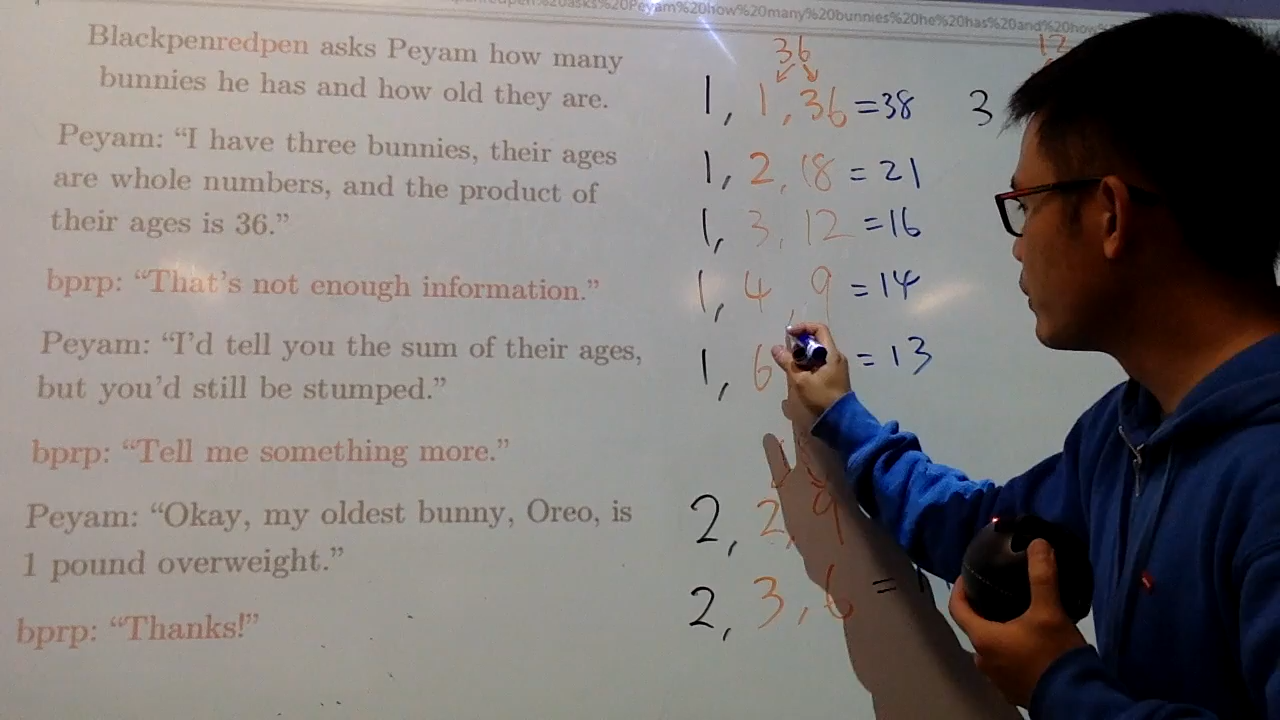 Blackpenredpen asks Peyam how many
bunnies he has and how old they are.
Peyam: “I have three bunnies, their ages
are whole numbers, and the product of
their ages is 36.”
bprp: “That's not enough information.”
Peyam: “I'd tell you the sum of their ages,
but you'd still be stumped.”
bprp: “Tell me something more.”
Peyam: “Okay, my oldest bunny, Oreo, is
1 pound overweight.”
bprp: “Thanks!”
36
1, 1, 36 = 38
1, 2, 18 = 21
1, 3, 12 = 16
1, 4, 9 = 14
1, 6 = 13
2, 2, 9
2, 3, 6 =
12
3